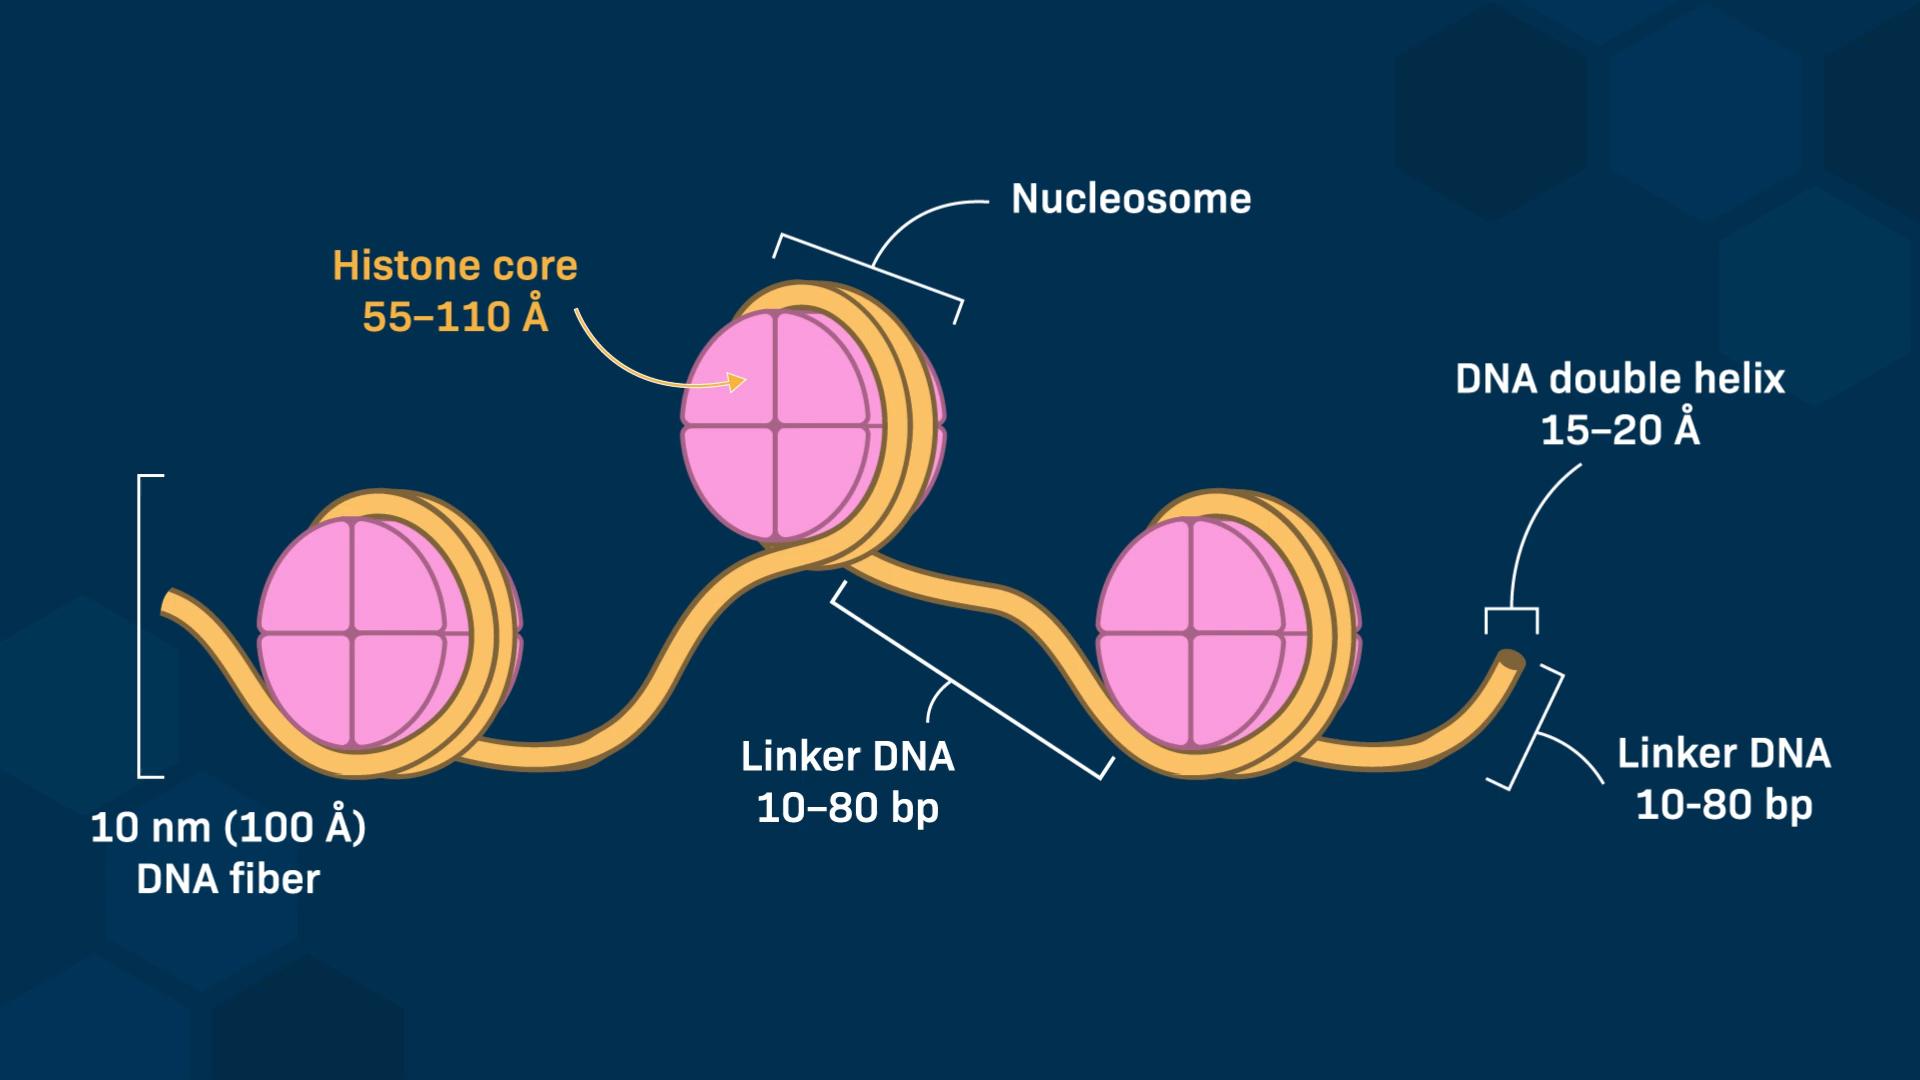 Nucleosome
Histone core
55–110 Å
DNA double helix
15–20 Å
Linker DNA
10–80 bp
Linker DNA
10-80 bp
10 nm (100 Å)
DNA fiber